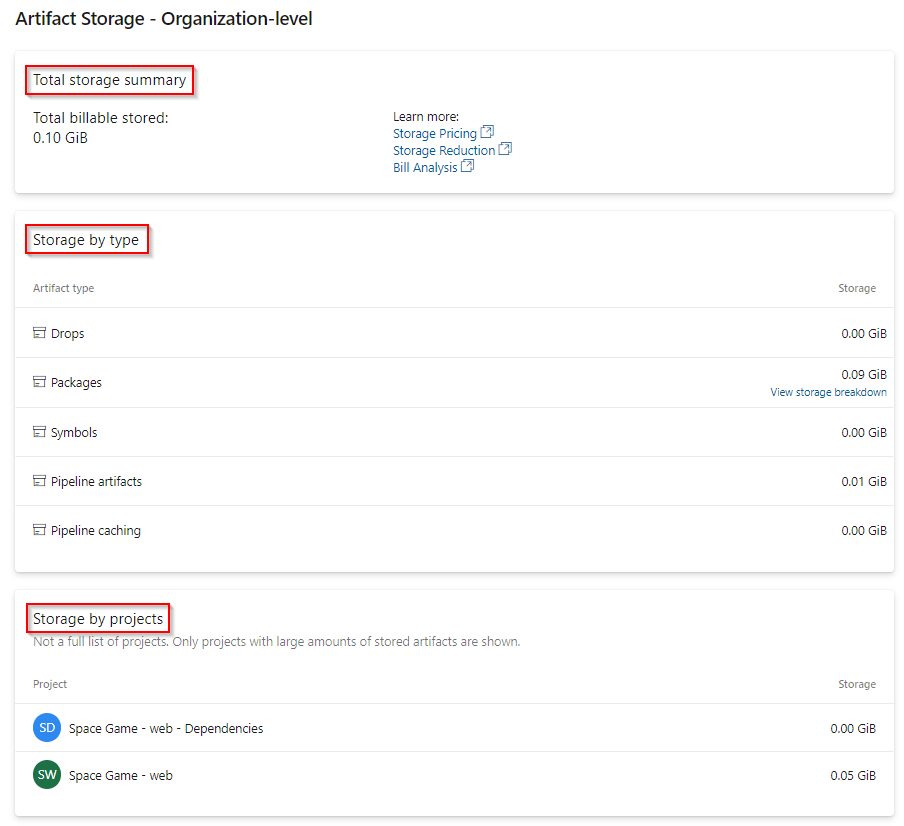 Artifact Storage - Organization-level
Total storage summary
Total billable stored:
0.10 GiB
Learn more:
Storage Pricing
Storage Reduction
Bill Analysis
Storage by type
Artifact type Storage
Drops 0.00 GiB
Packages 0.09 GiB
View storage breakdown
Symbols 0.00 GiB
Pipeline artifacts 0.01 GiB
Pipeline caching 0.00 GiB
Storage by projects
Not a full list of projects. Only projects with large amounts of stored artifacts are shown.
Project Storage
SD Space Game - web - Dependencies 0.00 GiB
SW Space Game - web 0.05 GiB